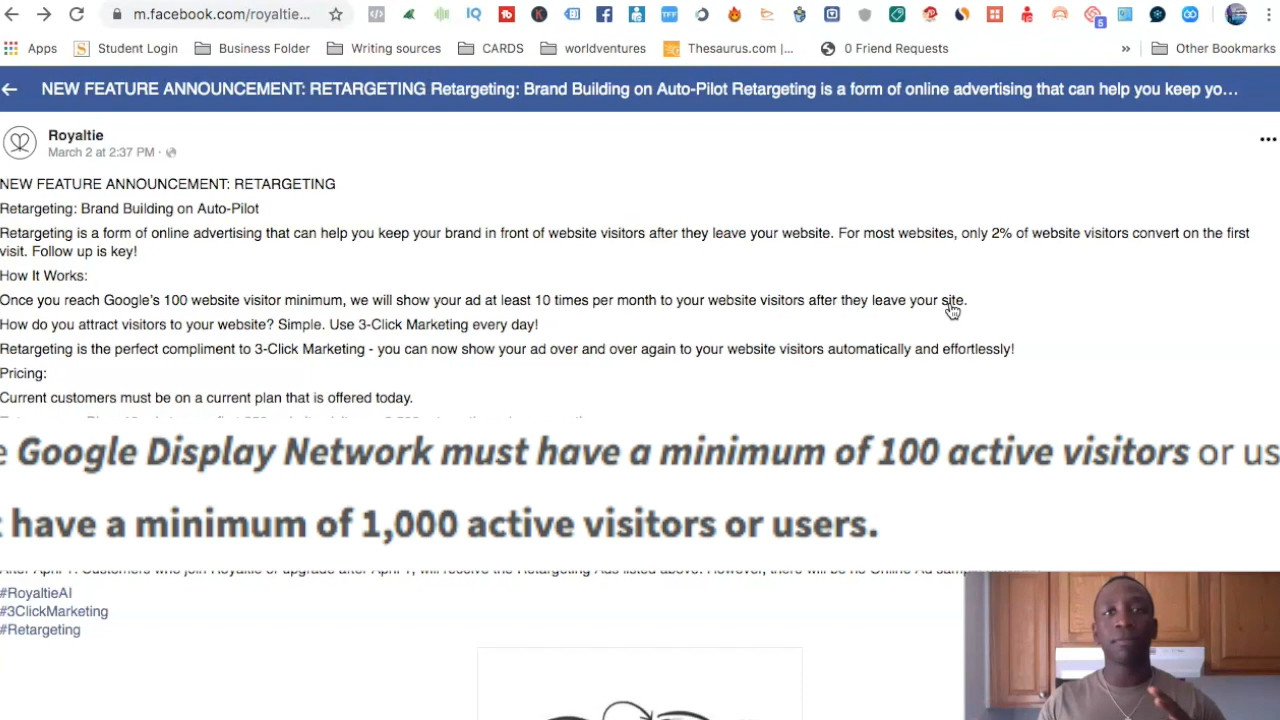 m.facebook.com/royaltie...
Apps Student Login Business Folder Writing sources CARDS worldventures Thesaurus.com |... 0 Friend Requests » Other Bookmarks
NEW FEATURE ANNOUNCEMENT: RETARGETING Retargeting: Brand Building on Auto-Pilot Retargeting is a form of online advertising that can help you keep yo...
Royaltie
March 2 at 2:37 PM ·
NEW FEATURE ANNOUNCEMENT: RETARGETING
Retargeting: Brand Building on Auto-Pilot
Retargeting is a form of online advertising that can help you keep your brand in front of website visitors after they leave your website. For most websites, only 2% of website visitors convert on the first
visit. Follow up is key!
How It Works:
Once you reach Google's 100 website visitor minimum, we will show your ad at least 10 times per month to your website visitors after they leave your site.
How do you attract visitors to your website? Simple. Use 3-Click Marketing every day!
Retargeting is the perfect compliment to 3-Click Marketing - you can now show your ad over and over again to your website visitors automatically and effortlessly!
Pricing:
Current customers must be on a current plan that is offered today.
e Google Display Network must have a minimum of 100 active visitors or us
have a minimum of 1,000 active visitors or users.
#RoyaltieAI
#3ClickMarketing
#Retargeting